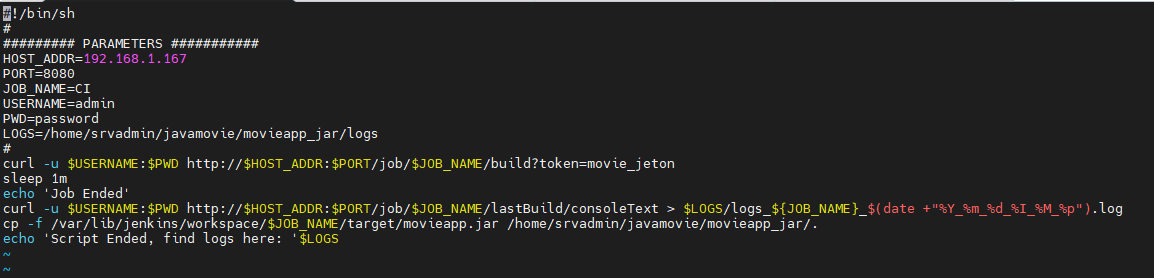 #!/bin/sh
#
######### PARAMETERS ###########
HOST_ADDR=192.168.1.167
PORT=8080
JOB_NAME=CI
USERNAME=admin
PWD=password
LOGS=/home/srvadmin/javamovie/movieapp_jar/logs
#
curl -u $USERNAME:$PWD http://$HOST_ADDR:$PORT/job/$JOB_NAME/build?token=movie_jeton
sleep 1m
echo 'Job Ended'
curl -u $USERNAME:$PWD http://$HOST_ADDR:$PORT/job/$JOB_NAME/lastBuild/consoleText > $LOGS/logs_${JOB_NAME}_$(date +"%Y_%m_%d_%I_%M_%p").log
cp -f /var/lib/jenkins/workspace/$JOB_NAME/target/movieapp.jar /home/srvadmin/javamovie/movieapp_jar/.
echo 'Script Ended, find logs here: '$LOGS
~
~